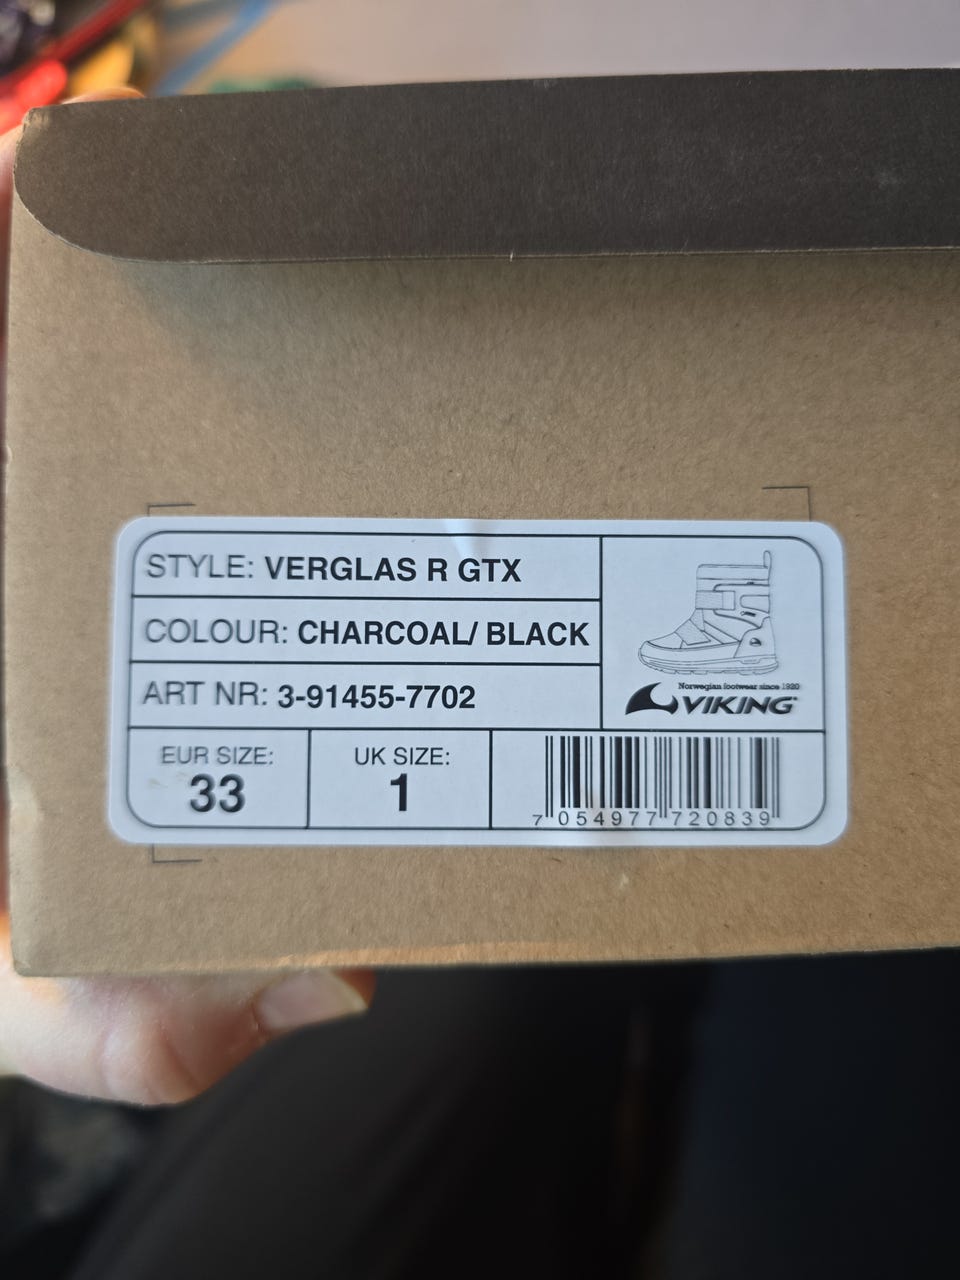 STYLE: VERGLAS R GTX
COLOUR: CHARCOAL/ BLACK
ART NR: 3-91455-7702
Norwegian footwear since 1920
VIKING
EUR SIZE:
33
UK SIZE:
1
7 054977 720839